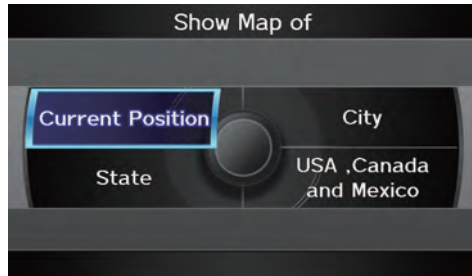 Show Map of
Current Position
City
State
USA ,Canada
and Mexico